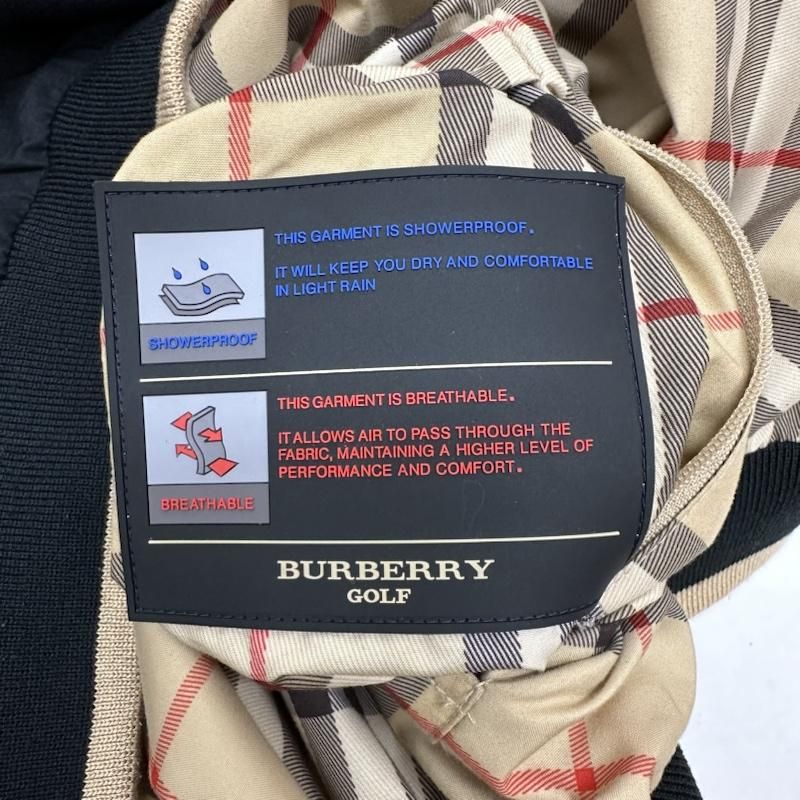 THIS GARMENT IS SHOWERPROOF.
IT WILL KEEP YOU DRY AND COMFORTABLE
IN LIGHT RAIN
SHOWERPROOF
THIS GARMENT IS BREATHABLE.
IT ALLOWS AIR TO PASS THROUGH THE
FABRIC, MAINTAINING A HIGHER LEVEL OF
PERFORMANCE AND COMFORT.
BREATHABLE
BURBERRY
GOLF